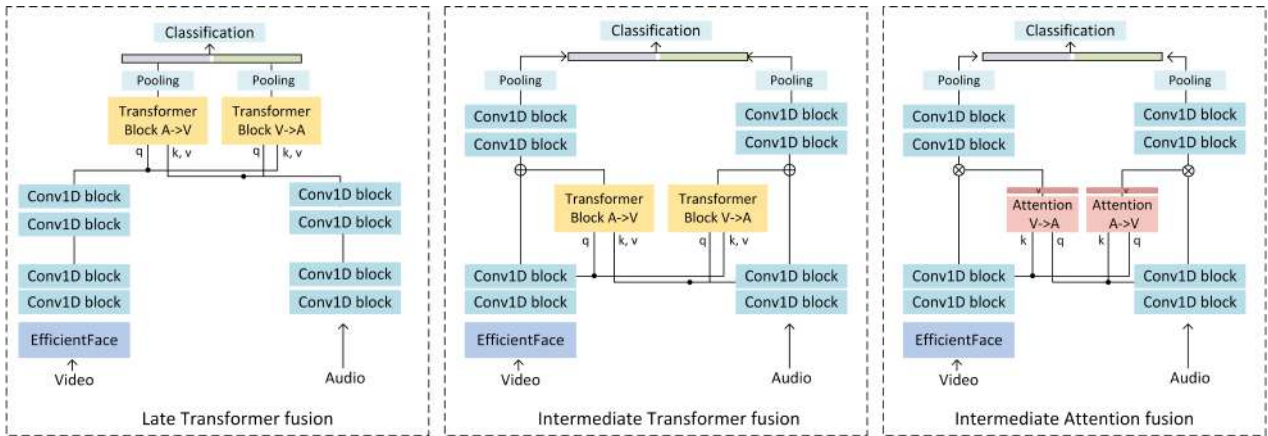 Classification
Pooling
Pooling
Transformer
Block A->V
Transformer
Block V->A
q
k, v
q
k, v
Conv1D block
Conv1D block
Conv1D block
Conv1D block
Conv1D block
Conv1D block
Conv1D block
Conv1D block
EfficientFace
Video
Audio
Late Transformer fusion
Classification
Pooling
Pooling
Conv1D block
Conv1D block
Conv1D block
Conv1D block
Transformer
Block A->V
Transformer
Block V->A
q
k, v
q
k, v
Conv1D block
Conv1D block
Conv1D block
Conv1D block
EfficientFace
Video
Audio
Intermediate Transformer fusion
Classification
Pooling
Pooling
Conv1D block
Conv1D block
Conv1D block
Conv1D block
v
v
Attention
V->A
Attention
A->V
k
q
k
q
Conv1D block
Conv1D block
Conv1D block
Conv1D block
EfficientFace
Video
Audio
Intermediate Attention fusion